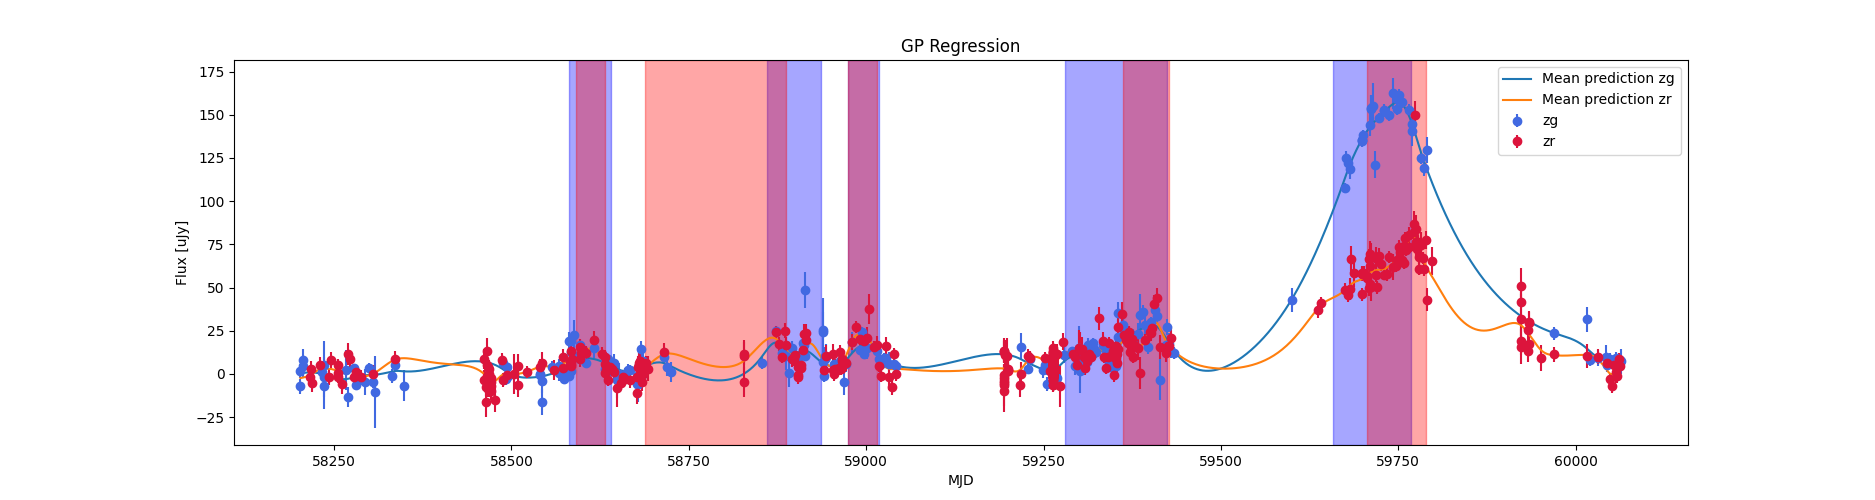 GP Regression
Flux [uJy]
175
150
125
100
75
50
25
0
−25
58250
58500
58750
59000
59250
59500
59750
60000
MJD
Mean prediction zg
Mean prediction zr
zg
zr